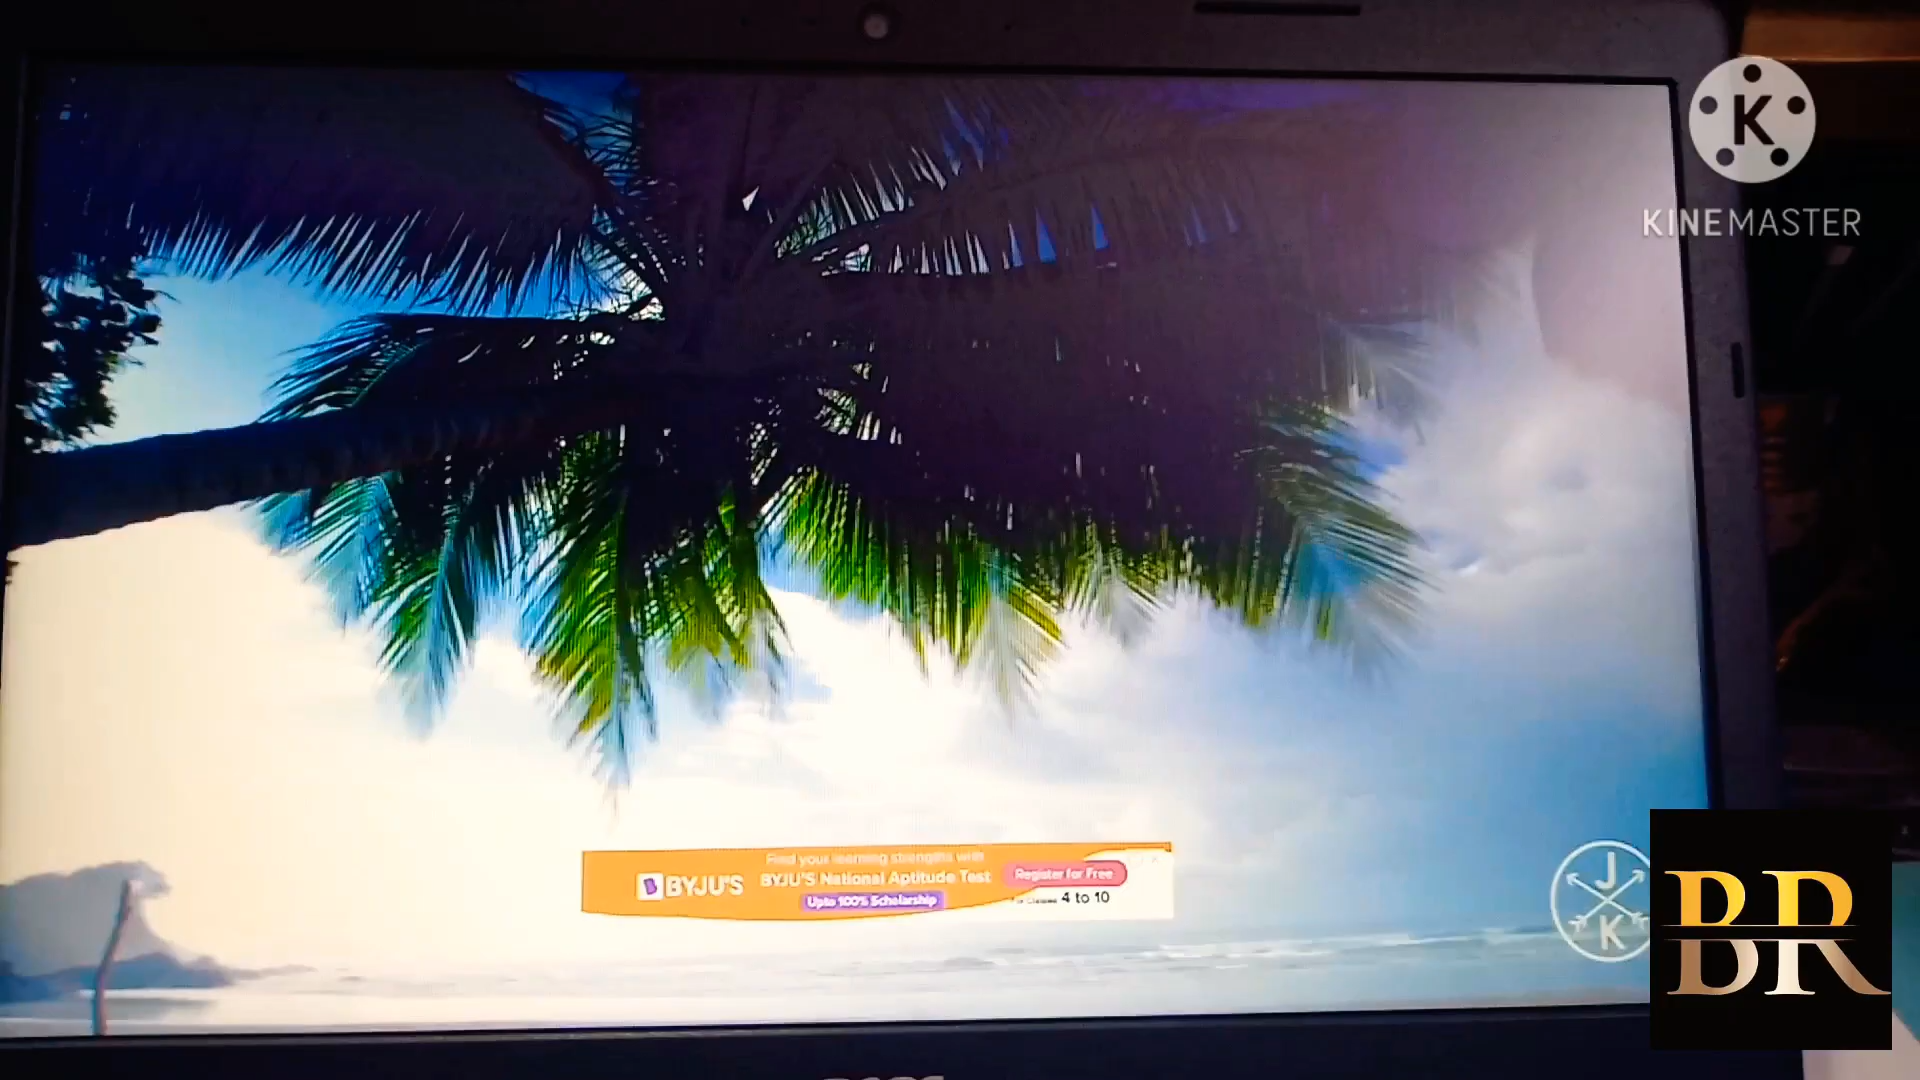 K
KINEMASTER
Find your learning strengths with
BYJU'S
BYJU'S National Aptitude Test
Register for Free
Upto 100% Scholarship
4 to 10
J
K
BR